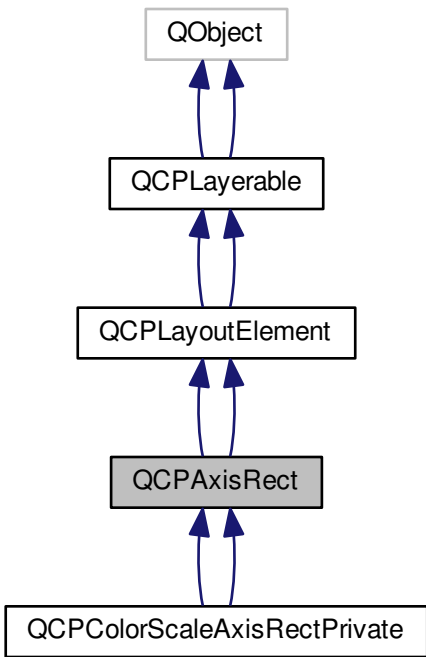 QObject
QCPLayerable
QCPLayoutElement
QCPAxisRect
QCPColorScaleAxisRectPrivate